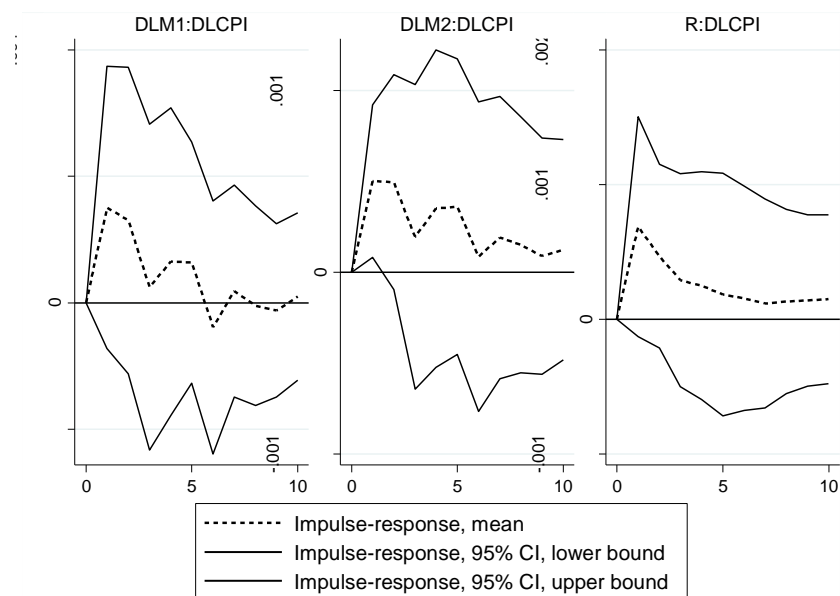 DLM1:DLCPI DLM2:DLCPI R:DLCPI
.001
.002
.001
0
0
0
-.001
-.001
0 5 10 0 5 10 0 5 10
Impulse-response, mean
Impulse-response, 95% CI, lower bound
Impulse-response, 95% CI, upper bound